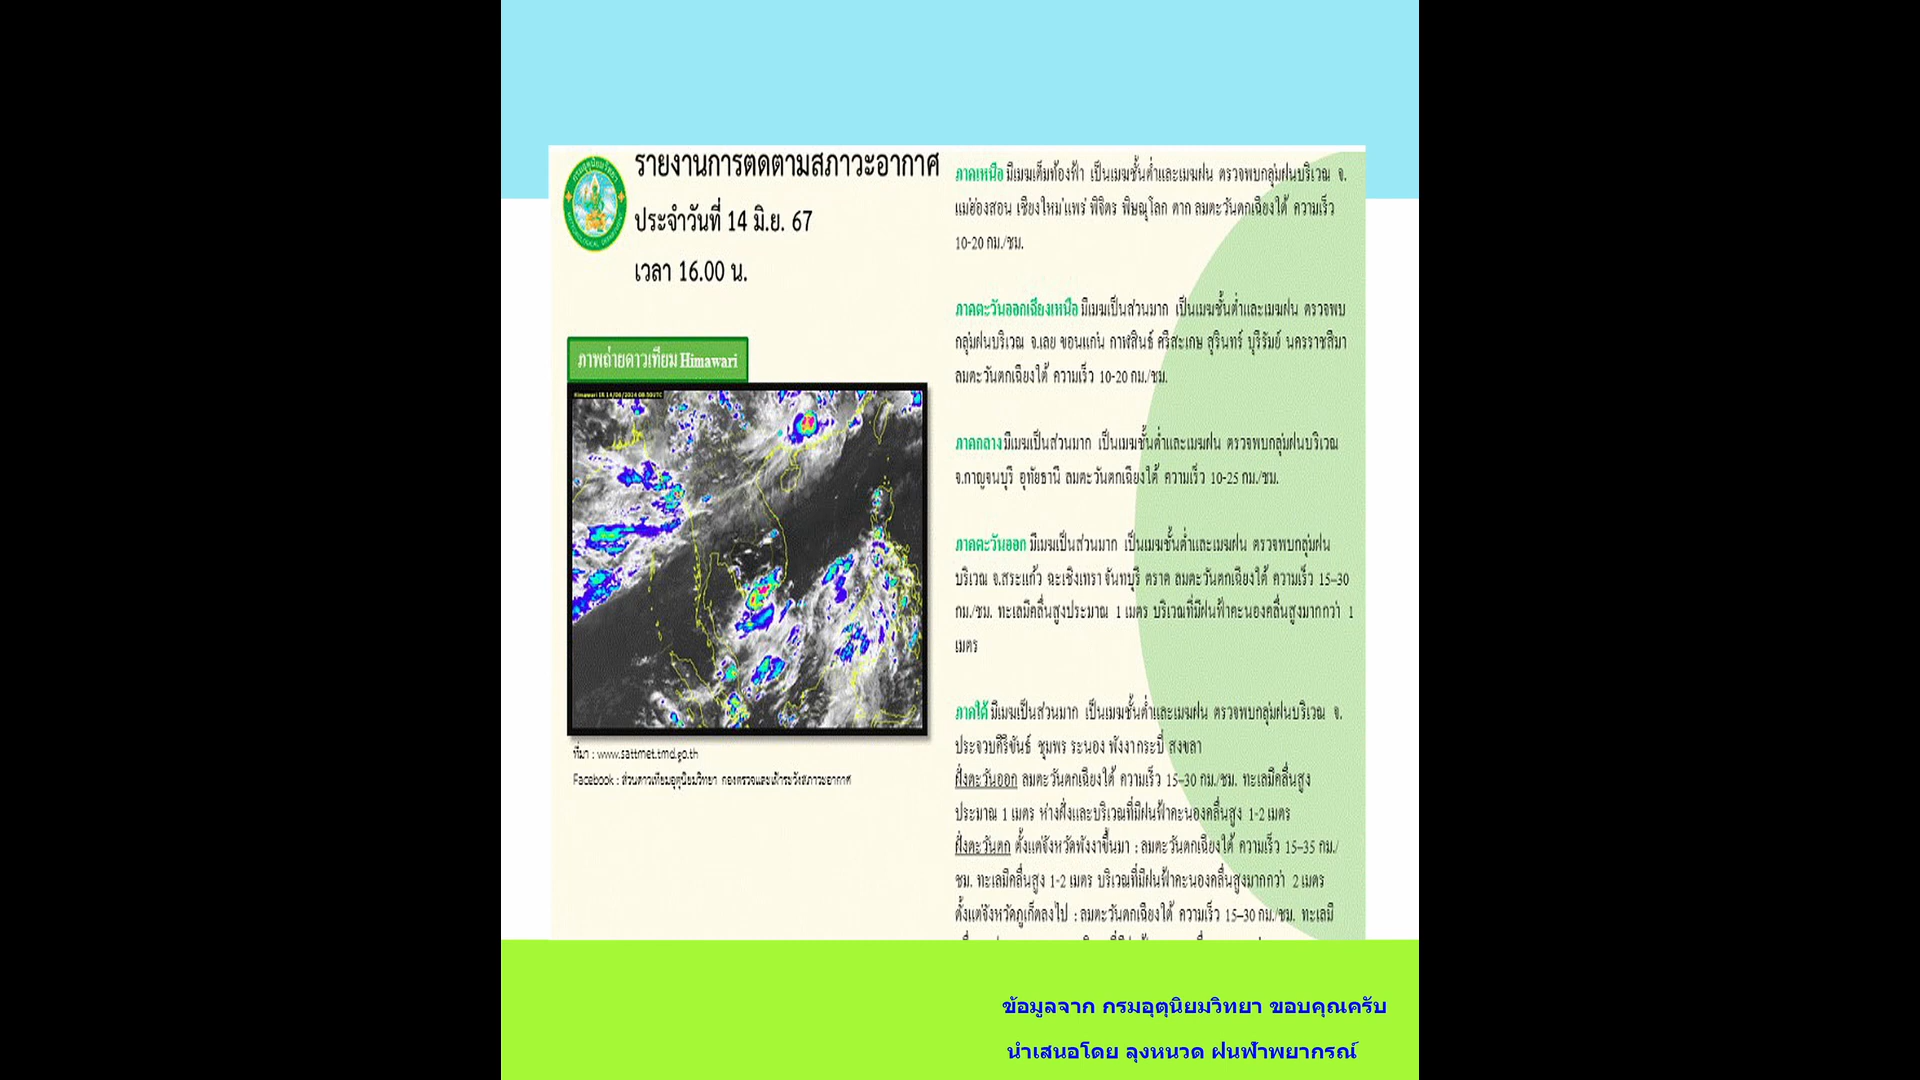 รายงานการติดตามสภาวะอากาศ
ประจำวันที่ 14 มิ.ย. 67
เวลา 16.00 น.
ภาพถ่ายดาวเทียม Himawari
ที่มา : www.sattmet.tmd.go.th
Facebook : ส่วนดาวเทียมอุตุนิยมวิทยา กองตรวจและเฝ้าระวังสภาวะอากาศ
ภาคเหนือ มีเมฆเต็มท้องฟ้า เป็นเมฆชั้นต่ำและเมฆฝน ตรวจพบกลุ่มฝนบริเวณ จ.
แม่ฮ่องสอน เชียงใหม่ แพร่ พิจิตร พิษณุโลก ตาก ลมตะวันตกเฉียงใต้ ความเร็ว
10-20 กม./ชม.
ภาคตะวันออกเฉียงเหนือ มีเมฆเป็นส่วนมาก เป็นเมฆชั้นต่ำและเมฆฝน ตรวจพบ
กลุ่มฝนบริเวณ จ.เลย ขอนแก่น กาฬสินธ์ ศรีสะเกษ สุรินทร์ บุรีรัมย์ นครราชสีมา
ลมตะวันตกเฉียงใต้ ความเร็ว 10-20 กม./ชม.
ภาคกลาง มีเมฆเป็นส่วนมาก เป็นเมฆชั้นต่ำและเมฆฝน ตรวจพบกลุ่มฝนบริเวณ
จ.กาญจนบุรี อุทัยธานี ลมตะวันตกเฉียงใต้ ความเร็ว 10-25 กม./ชม.
ภาคตะวันออก มีเมฆเป็นส่วนมาก เป็นเมฆชั้นต่ำและเมฆฝน ตรวจพบกลุ่มฝน
บริเวณ จ.สระแก้ว ฉะเชิงเทรา จันทบุรี ตราด ลมตะวันตกเฉียงใต้ ความเร็ว 15–30
กม./ชม. ทะเลมีคลื่นสูงประมาณ 1 เมตร บริเวณที่มีฝนฟ้าคะนองคลื่นสูงมากกว่า 1
เมตร
ภาคใต้ มีเมฆเป็นส่วนมาก เป็นเมฆชั้นต่ำและเมฆฝน ตรวจพบกลุ่มฝนบริเวณ จ.
ประจวบคีรีขันธ์ ชุมพร ระนอง พังงา กระบี่ สงขลา
ฝั่งตะวันออก ลมตะวันตกเฉียงใต้ ความเร็ว 15–30 กม./ชม. ทะเลมีคลื่นสูง
ประมาณ 1 เมตร ห่างฝั่งและบริเวณที่มีฝนฟ้าคะนองคลื่นสูง 1-2 เมตร
ฝั่งตะวันตก ตั้งแต่จังหวัดพังงาขึ้นมา : ลมตะวันตกเฉียงใต้ ความเร็ว 15–35 กม./
ชม. ทะเลมีคลื่นสูง 1-2 เมตร บริเวณที่มีฝนฟ้าคะนองคลื่นสูงมากกว่า 2 เมตร
ตั้งแต่จังหวัดภูเก็ตลงไป : ลมตะวันตกเฉียงใต้ ความเร็ว 15–30 กม./ชม. ทะเลมี
ข้อมูลจาก กรมอุตุนิยมวิทยา ขอบคุณครับ
นำเสนอโดย ลุงหนวด ฝนฟ้าพยากรณ์